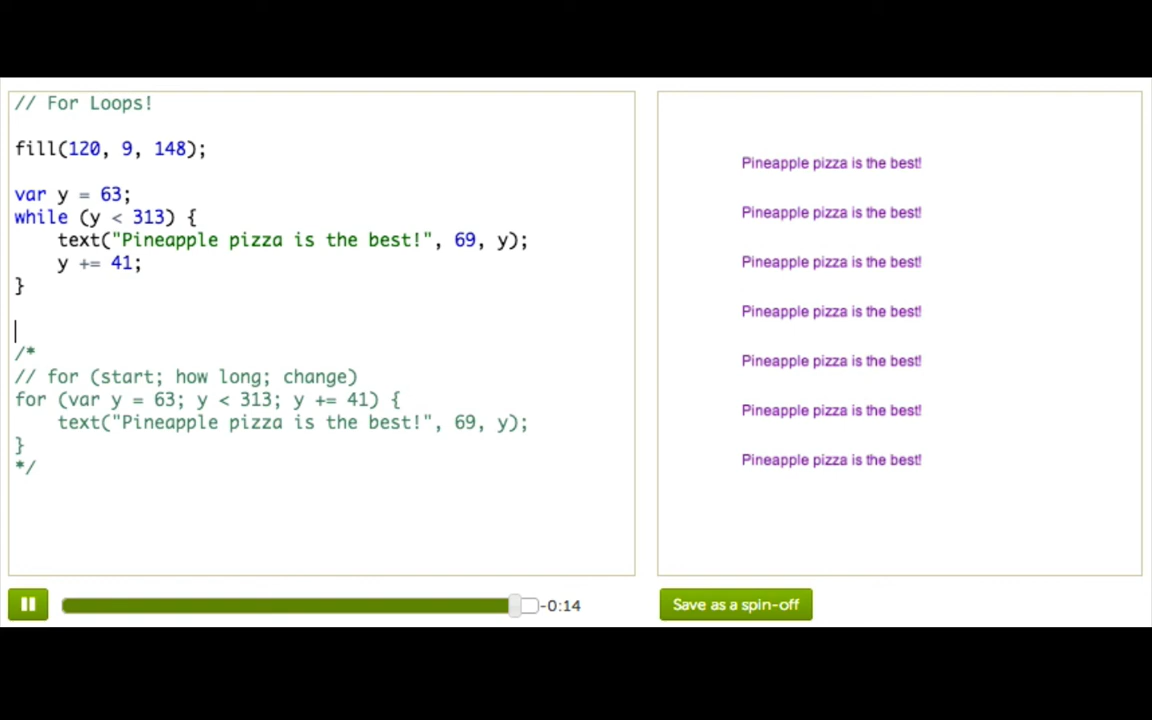 // For Loops!
fill(120, 9, 148);
var y = 63;
while (y < 313) {
    text("Pineapple pizza is the best!", 69, y);
    y += 41;
}
/*
// for (start; how long; change)
for (var y = 63; y < 313; y += 41) {
    text("Pineapple pizza is the best!", 69, y);
}
*/
Pineapple pizza is the best!
Pineapple pizza is the best!
Pineapple pizza is the best!
Pineapple pizza is the best!
Pineapple pizza is the best!
Pineapple pizza is the best!
Pineapple pizza is the best!
-0:14
Save as a spin-off